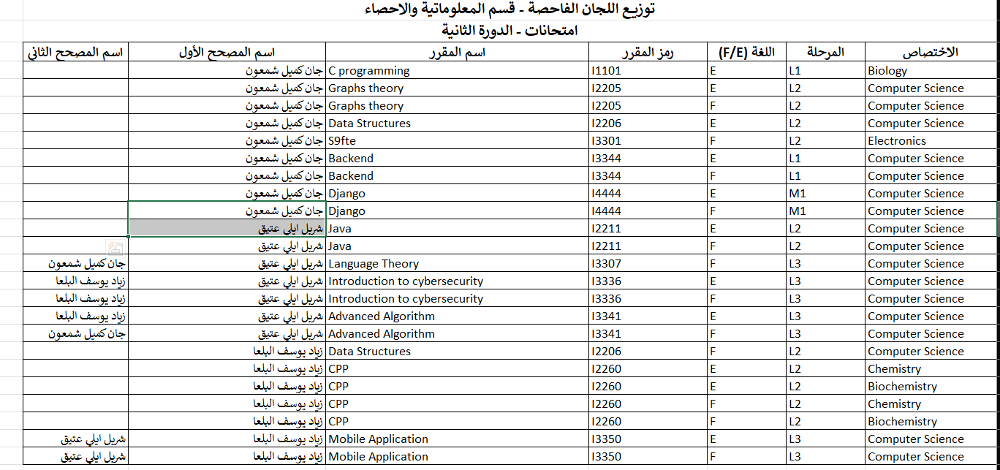 توزيع اللجان الفاحصة - قسم المعلوماتية والاحصاء
امتحانات - الدورة الثانية
الاختصاص المرحلة اللغة (F/E) رمز المقرر اسم المقرر اسم المصحح الأول اسم المصحح الثاني
Biology L1 E I1101 C programming جان كميل شمعون
Computer Science L2 E I2205 Graphs theory جان كميل شمعون
Computer Science L2 F I2205 Graphs theory جان كميل شمعون
Computer Science L2 E I2206 Data Structures جان كميل شمعون
Electronics L2 F I3301 S9fte جان كميل شمعون
Computer Science L1 E I3344 Backend جان كميل شمعون
Computer Science L1 F I3344 Backend جان كميل شمعون
Computer Science M1 E I4444 Django جان كميل شمعون
Computer Science M1 F I4444 Django جان كميل شمعون
Computer Science L2 E I2211 Java شربل ايلي عتيق
Computer Science L2 F I2211 Java شربل ايلي عتيق
Computer Science L3 F I3307 Language Theory شربل ايلي عتيق جان كميل شمعون
Computer Science L3 E I3336 Introduction to cybersecurity شربل ايلي عتيق زياد يوسف البلعا
Computer Science L3 F I3336 Introduction to cybersecurity شربل ايلي عتيق زياد يوسف البلعا
Computer Science L3 E I3341 Advanced Algorithm شربل ايلي عتيق زياد يوسف البلعا
Computer Science L3 F I3341 Advanced Algorithm شربل ايلي عتيق جان كميل شمعون
Computer Science L2 F I2206 Data Structures زياد يوسف البلعا
Chemistry L2 E I2260 CPP زياد يوسف البلعا
Biochemistry L2 E I2260 CPP زياد يوسف البلعا
Chemistry L2 F I2260 CPP زياد يوسف البلعا
Biochemistry L2 F I2260 CPP زياد يوسف البلعا
Computer Science L3 E I3350 Mobile Application زياد يوسف البلعا شربل ايلي عتيق
Computer Science L3 F I3350 Mobile Application زياد يوسف البلعا شربل ايلي عتيق